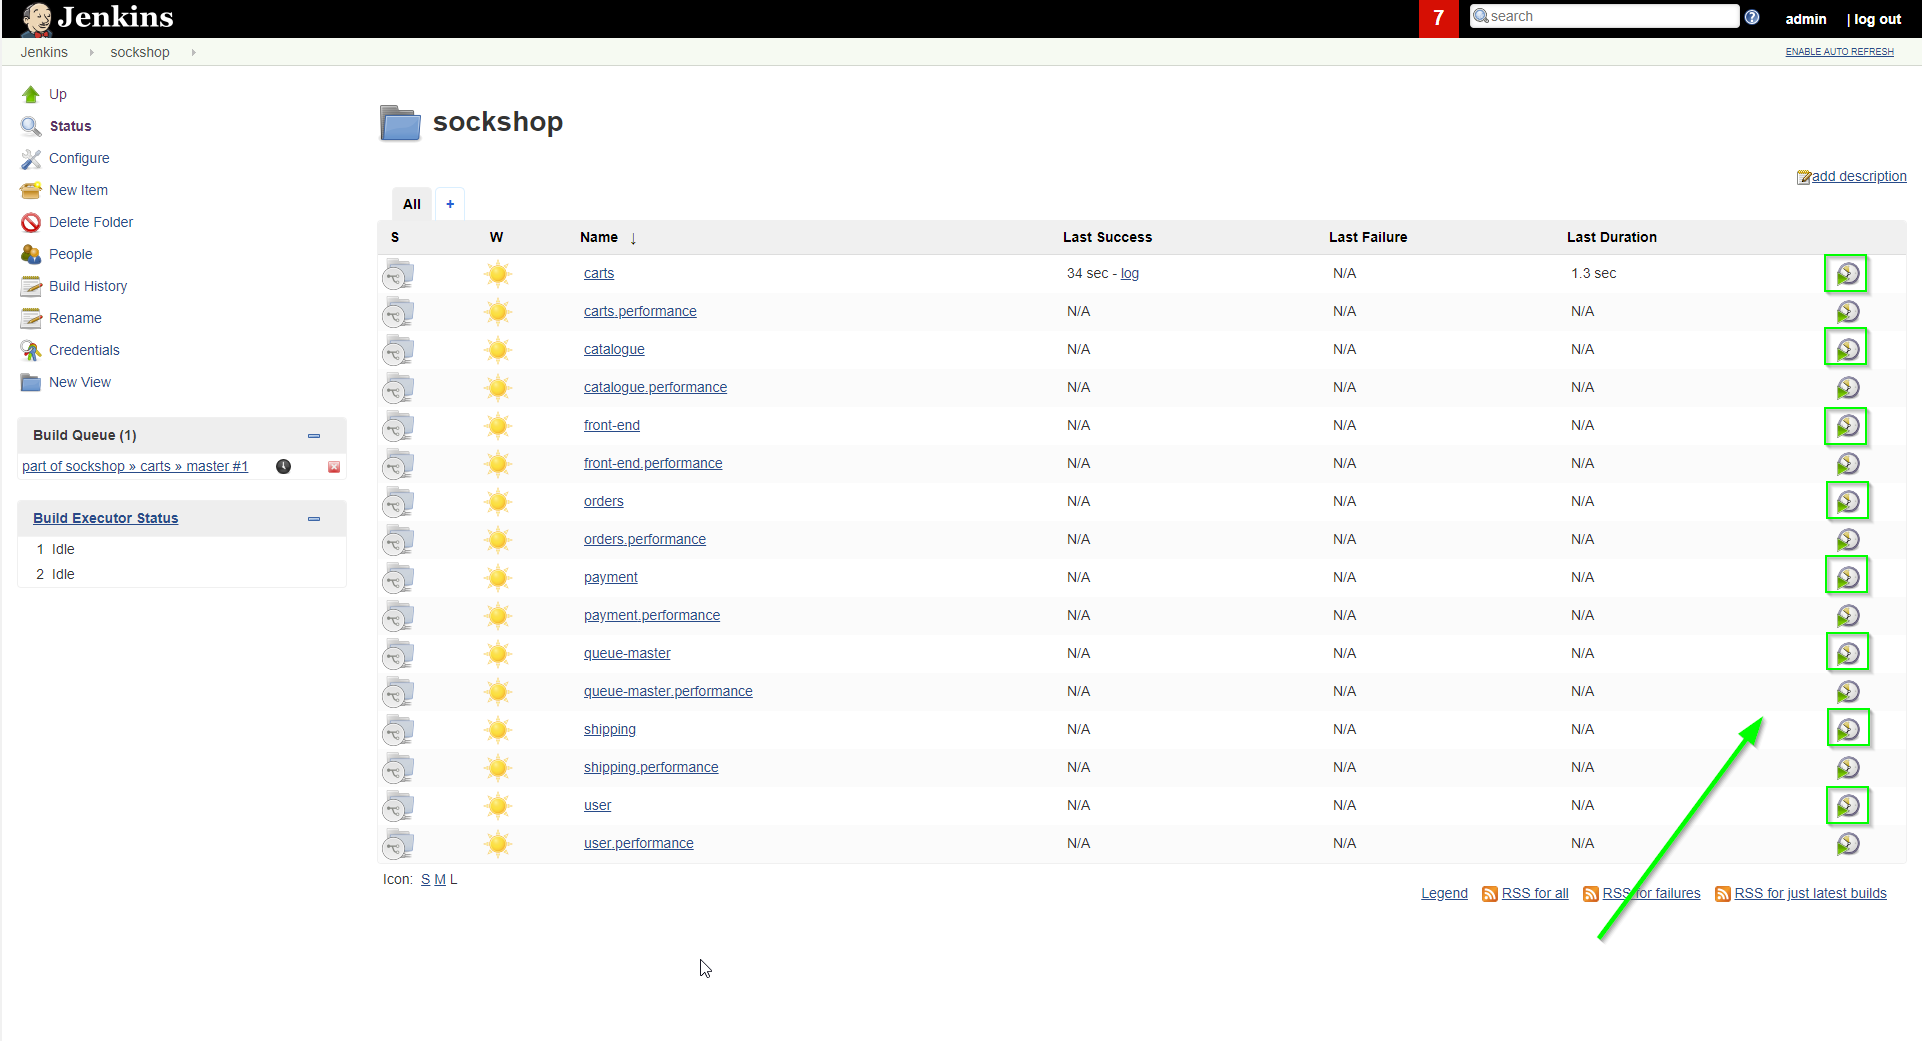 Jenkins
7
search
admin
| log out
Jenkins
sockshop
ENABLE AUTO REFRESH
Up
Status
Configure
New Item
Delete Folder
People
Build History
Rename
Credentials
New View
Build Queue (1)
part of sockshop » carts » master #1
Build Executor Status
1 Idle
2 Idle
sockshop
add description
All +
S W Name ↓ Last Success Last Failure Last Duration
carts 34 sec - log N/A 1.3 sec
carts.performance N/A N/A N/A
catalogue N/A N/A N/A
catalogue.performance N/A N/A N/A
front-end N/A N/A N/A
front-end.performance N/A N/A N/A
orders N/A N/A N/A
orders.performance N/A N/A N/A
payment N/A N/A N/A
payment.performance N/A N/A N/A
queue-master N/A N/A N/A
queue-master.performance N/A N/A N/A
shipping N/A N/A N/A
shipping.performance N/A N/A N/A
user N/A N/A N/A
user.performance N/A N/A N/A
Icon: S M L
Legend RSS for all RSS for failures RSS for just latest builds